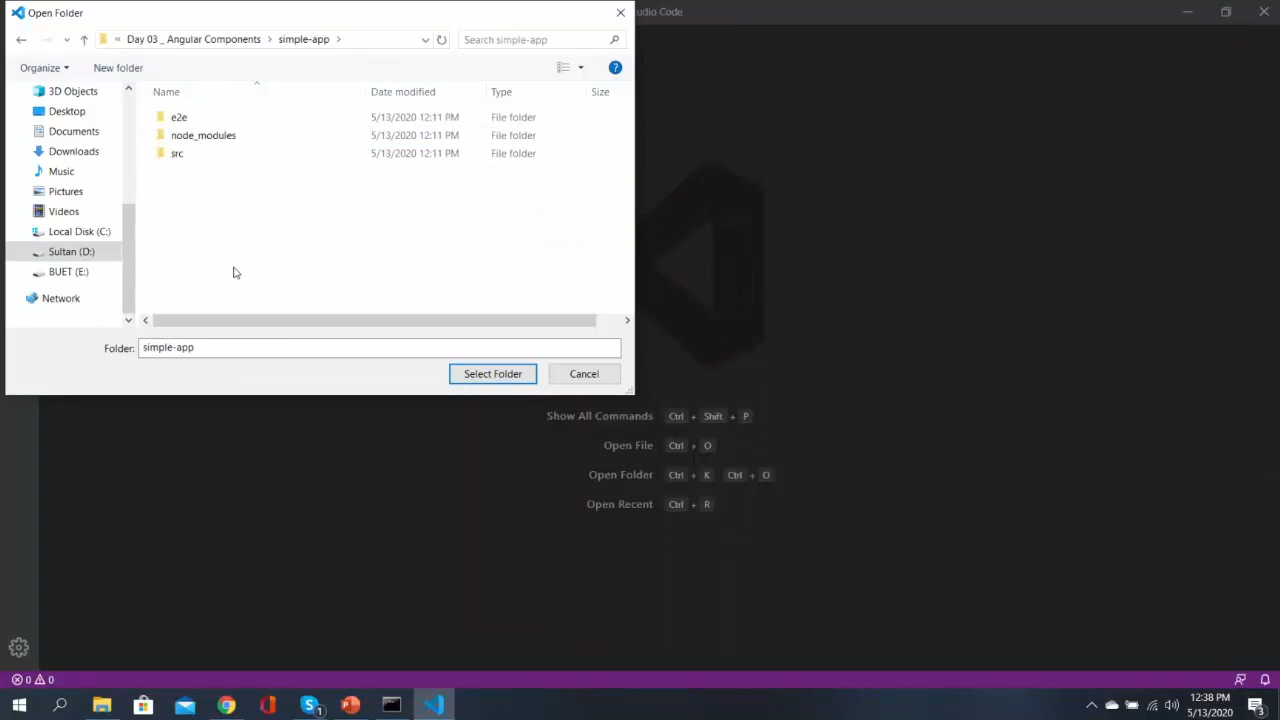 Open Folder
udio Code
« Day 03 _ Angular Components > simple-app >
Search simple-app
Organize
New folder
Name
Date modified
Type
Size
3D Objects
Desktop
Documents
Downloads
Music
Pictures
Videos
Local Disk (C:)
Sultan (D:)
BUET (E:)
Network
e2e 5/13/2020 12:11 PM File folder
node_modules 5/13/2020 12:11 PM File folder
src 5/13/2020 12:11 PM File folder
Folder: simple-app
Select Folder
Cancel
Show All Commands Ctrl + Shift + P
Open File Ctrl + O
Open Folder Ctrl + K Ctrl + O
Open Recent Ctrl + R
0 0
1
12:38 PM
5/13/2020
3